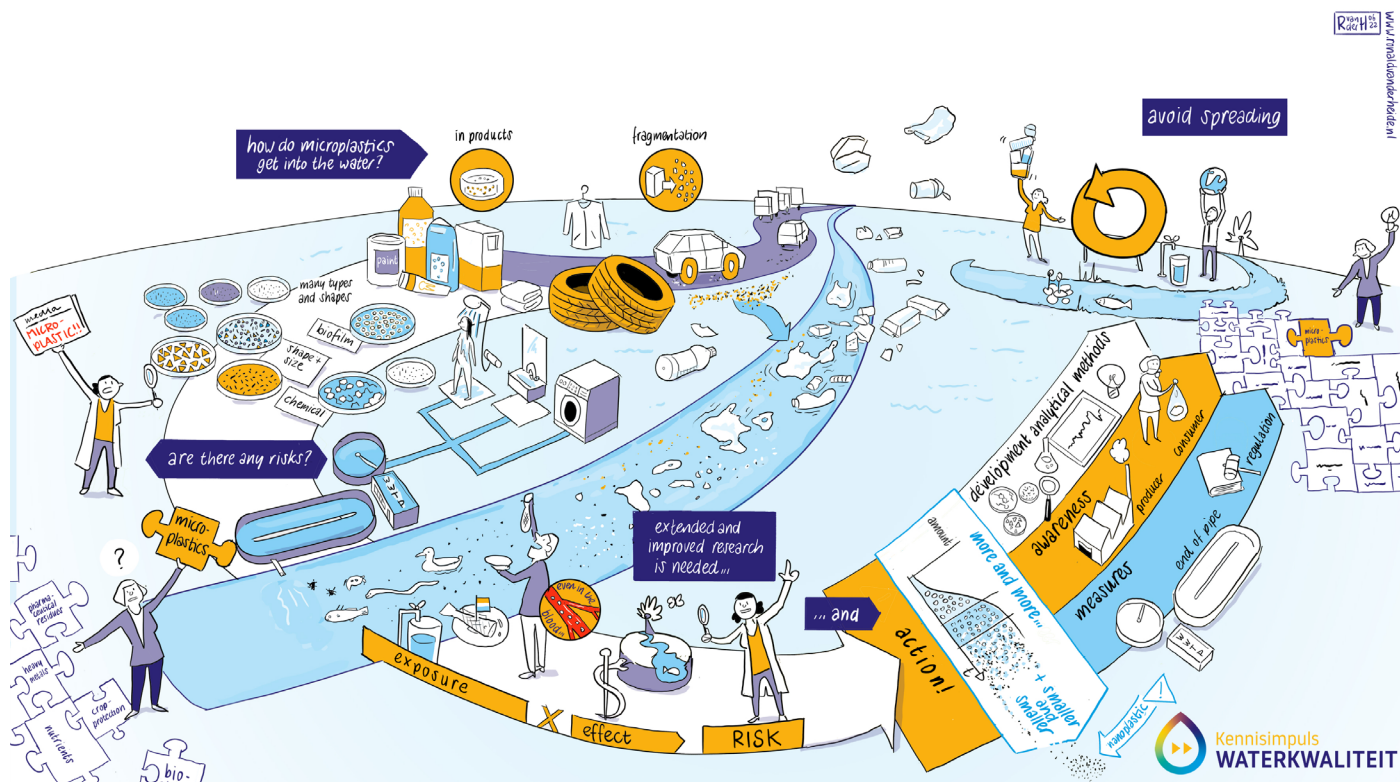 R van der H 06 22
www.ronaldvanderheide.nl
how do microplastics
get into the water?
in products
fragmentation
avoid spreading
paint
many types
and shapes
biofilm
shape +
size
chemical
media
MICRO-
PLASTIC!!
are there any risks?
micro-
plastics
?
pharma-
ceutical
residues
heavy
metals
crop-
protection
nutrients
bio-
extended and
improved research
is needed...
even in the
blood
exposure
X
effect
RISK
... and
action!
amount
more and more...
+ smaller
and
smaller
development analytical methods
awareness
producer
consumer
measures
end of pipe
regulation
micro-
plastics
nanoplastic
!
Kennisimpuls
WATERKWALITEIT